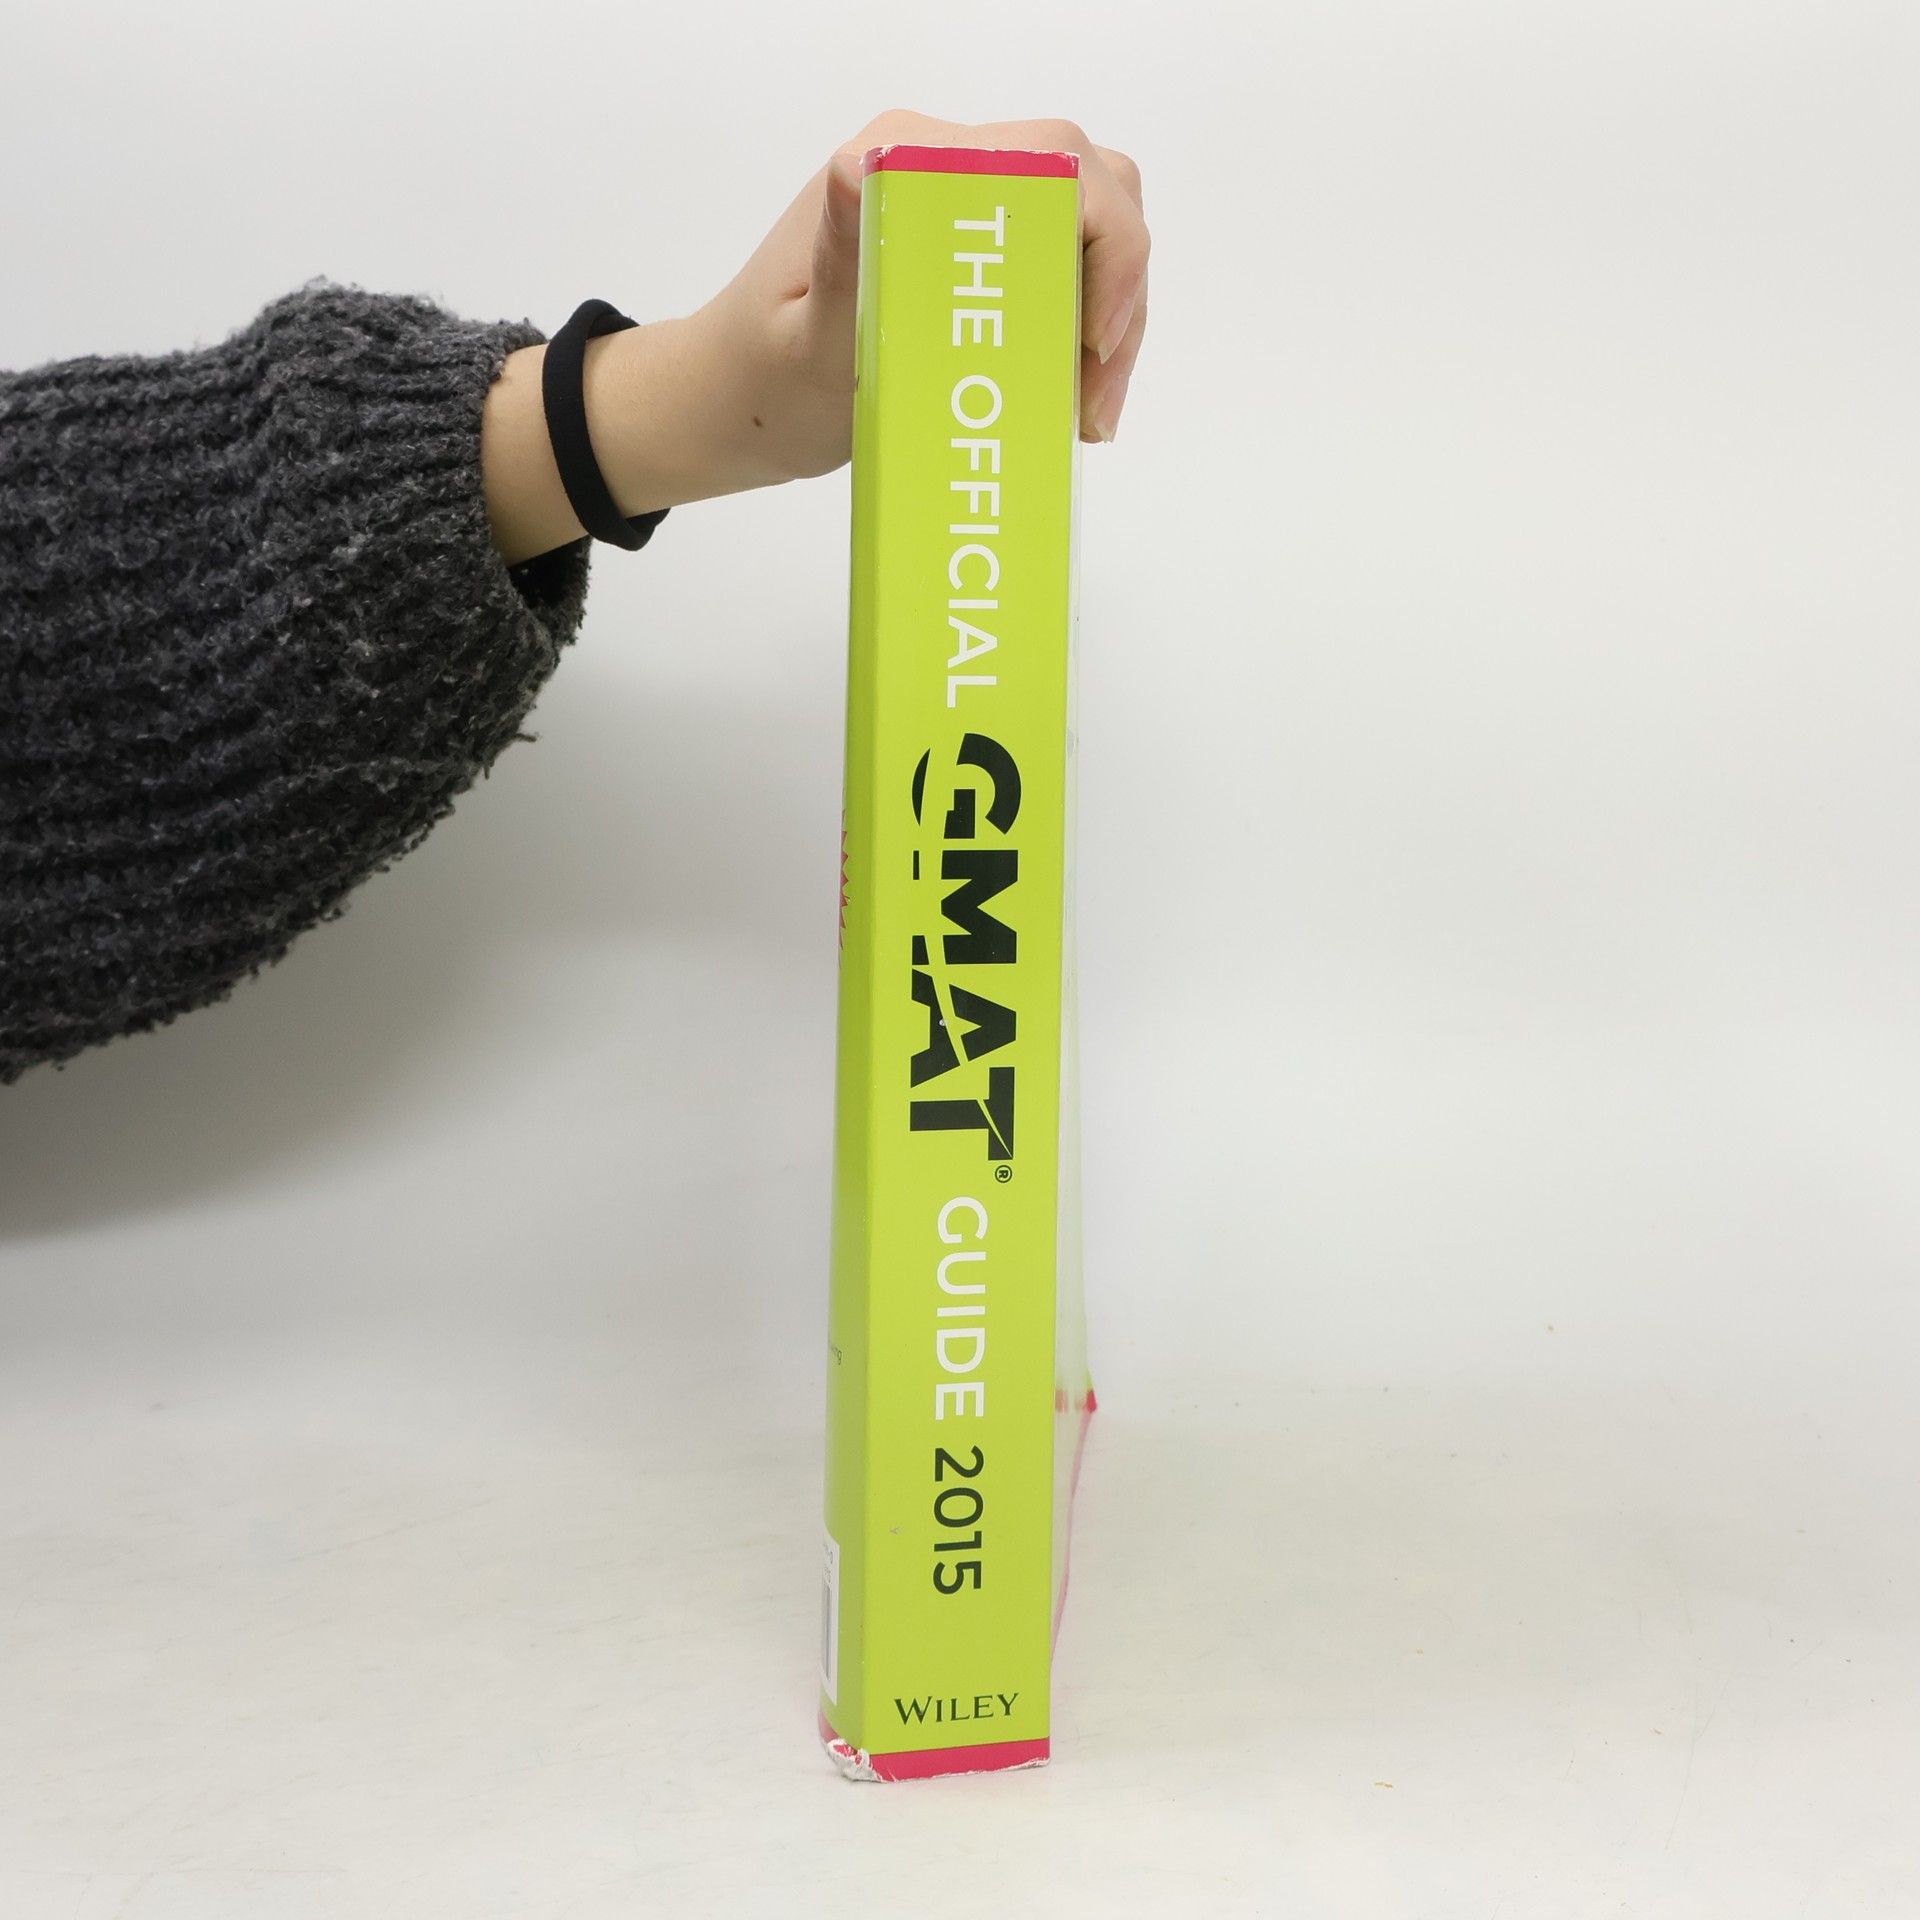 THE OFFICIAL GMAT® GUIDE 2015
WILEY